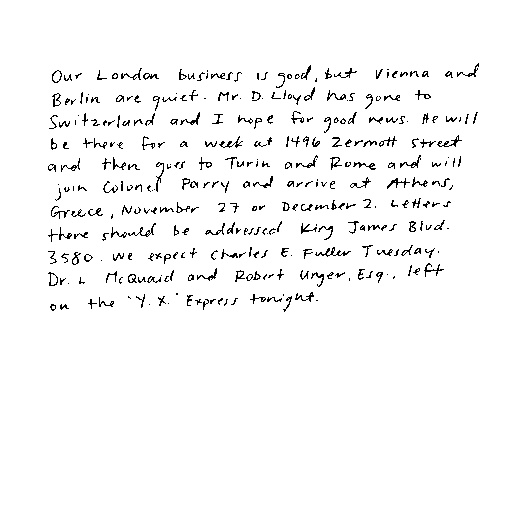 Our London business is good, but Vienna and
Berlin are quiet. Mr. D. Lloyd has gone to
Switzerland and I hope for good news. He will
be there for a week at 1496 Zermott street
and then goes to Turin and Rome and will
join Colonel Parry and arrive at Athens,
Greece, November 27 or December 2. Letters
there should be addressed King James Blvd.
3580. We expect Charles E. Fuller Tuesday.
Dr. L McQuaid and Robert Unger, Esq., left
on the "Y. X." Express tonight.